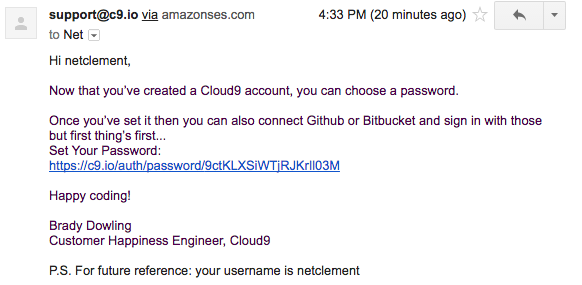 support@c9.io via amazonses.com 4:33 PM (20 minutes ago)
to Net
Hi netclement,
Now that you've created a Cloud9 account, you can choose a password.
Once you've set it then you can also connect Github or Bitbucket and sign in with those
but first thing's first...
Set Your Password:
https://c9.io/auth/password/9ctKLXSiWTjRJKrll03M
Happy coding!
Brady Dowling
Customer Happiness Engineer, Cloud9
P.S. For future reference: your username is netclement